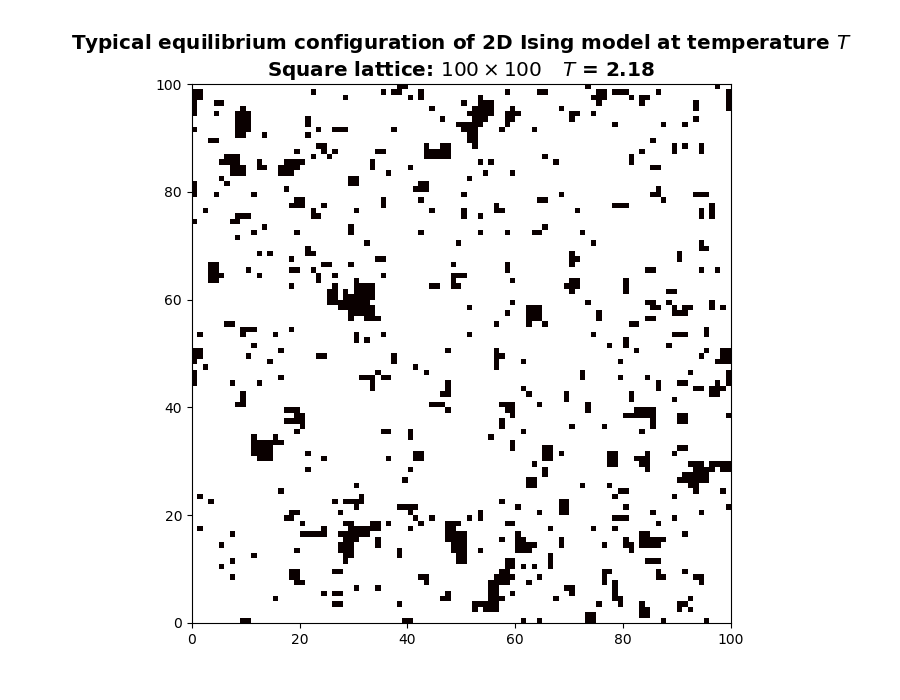 Typical equilibrium configuration of 2D Ising model at temperature T
Square lattice: 100 × 100 T = 2.18
100
80
60
40
20
0
0 20 40 60 80 100